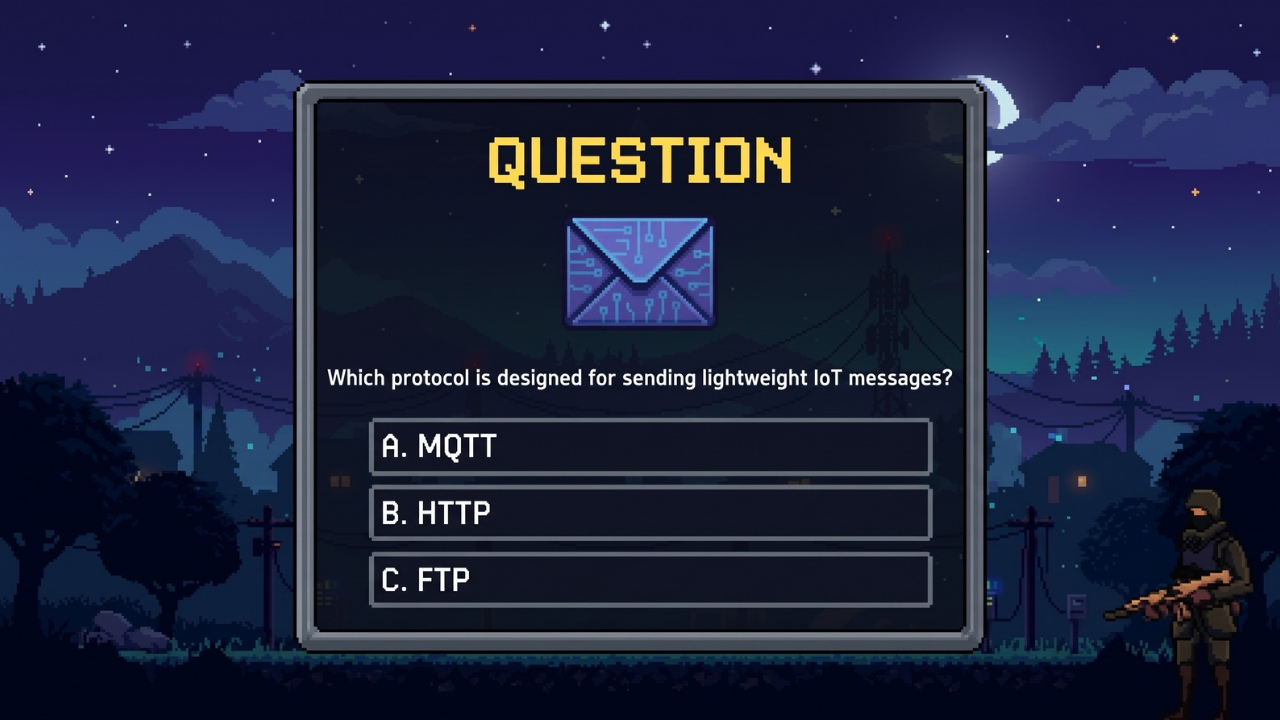 QUESTION
Which protocol is designed for sending lightweight IoT messages?
A. MQTT
B. HTTP
C. FTP